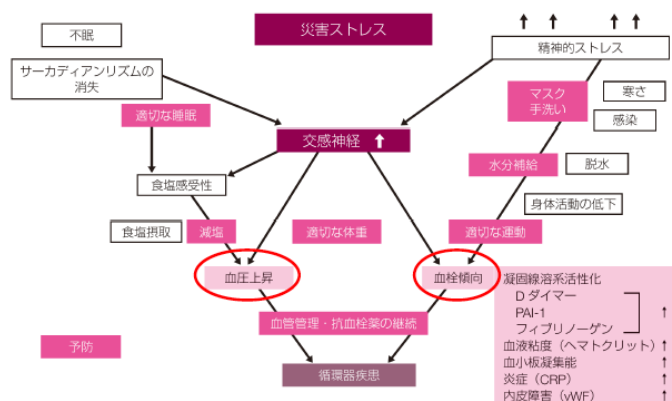 災害ストレス
不眠
サーカディアンリズムの
消失
精神的ストレス
適切な睡眠
マスク
手洗い
寒さ
感染
交感神経 ↑
食塩感受性
水分補給
脱水
身体活動の低下
食塩摂取
減塩
適切な体重
適切な運動
血圧上昇
血栓傾向
凝固線溶系活性化
D ダイマー
PAI-1 ↑
フィブリノーゲン
血液粘度（ヘマトクリット）↑
血小板凝集能 ↑
炎症（CRP） ↑
内皮障害（vWF） ↑
血管管理・抗血栓薬の継続
予防
循環器疾患